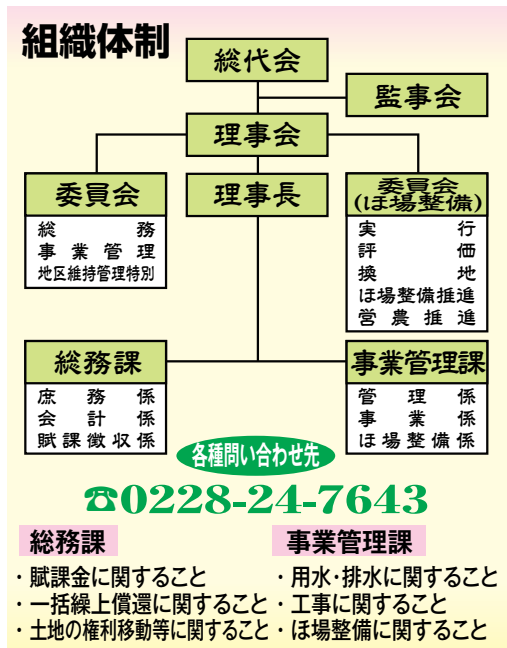 組織体制
総代会
監事会
理事会
委員会
総務
事業管理
地区維持管理特別
理事長
委員会
(ほ場整備)
実行
評価
換地
ほ場整備推進
営農推進
総務課
庶務係
会計係
賦課徴収係
事業管理課
管理係
事業係
ほ場整備係
各種問い合わせ先
☎0228-24-7643
総務課
・賦課金に関すること
・一括繰上償還に関すること
・土地の権利移動等に関すること
事業管理課
・用水・排水に関すること
・工事に関すること
・ほ場整備に関すること